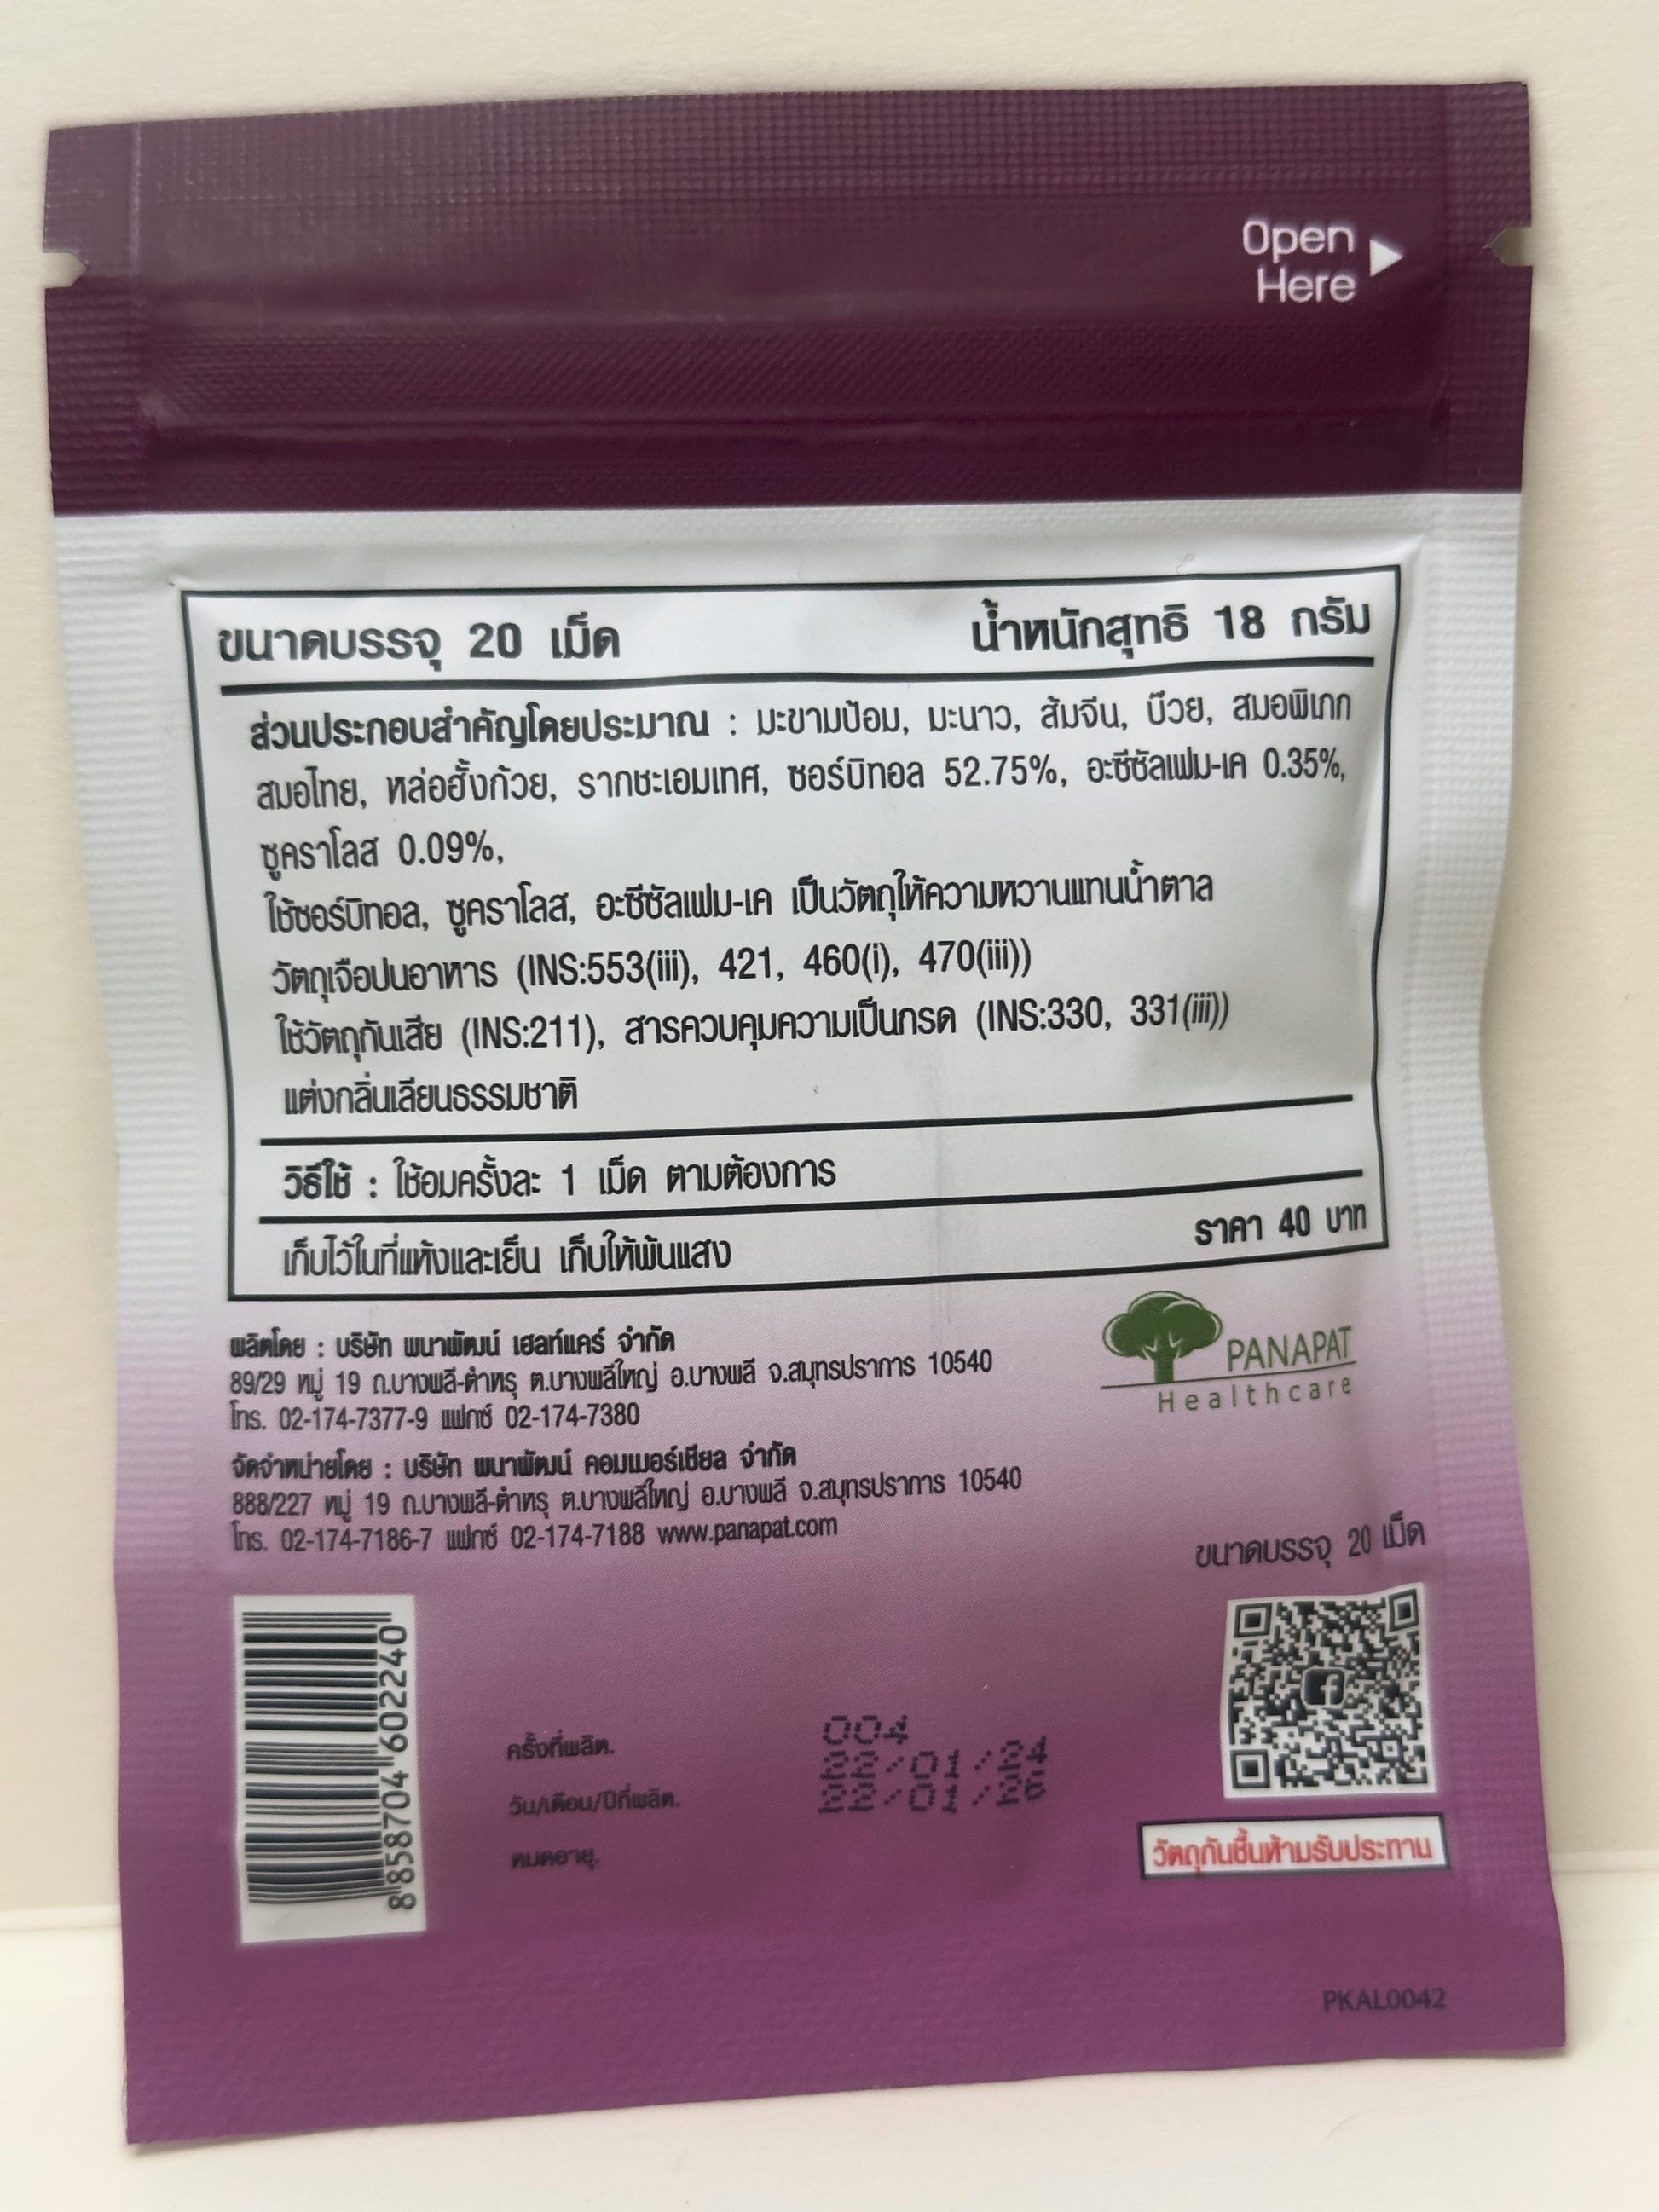 Open
Here
ขนาดบรรจุ 20 เม็ด น้ำหนักสุทธิ 18 กรัม
ส่วนประกอบสำคัญโดยประมาณ : มะขามป้อม, มะนาว, ส้มจีน, บ๊วย, สมอพิเภก
สมอไทย, หล่อฮั้งก้วย, รากชะเอมเทศ, ซอร์บิทอล 52.75%, อะซีซัลเฟม-เค 0.35%,
ซูคราโลส 0.09%,
ใช้ซอร์บิทอล, ซูคราโลส, อะซีซัลเฟม-เค เป็นวัตถุให้ความหวานแทนน้ำตาล
วัตถุเจือปนอาหาร (INS:553(iii), 421, 460(i), 470(iii))
ใช้วัตถุกันเสีย (INS:211), สารควบคุมความเป็นกรด (INS:330, 331(iii))
แต่งกลิ่นเลียนธรรมชาติ
วิธีใช้ : ใช้อมครั้งละ 1 เม็ด ตามต้องการ
เก็บไว้ในที่แห้งและเย็น เก็บให้พ้นแสง ราคา 40 บาท
ผลิตโดย : บริษัท พนาพัฒน์ เฮลท์แคร์ จำกัด
89/29 หมู่ 19 ถ.บางพลี-ตำหรุ ต.บางพลีใหญ่ อ.บางพลี จ.สมุทรปราการ 10540
โทร. 02-174-7377-9 แฟกซ์ 02-174-7380
PANAPAT
Healthcare
จัดจำหน่ายโดย : บริษัท พนาพัฒน์ คอมเมอร์เชียล จำกัด
888/227 หมู่ 19 ถ.บางพลี-ตำหรุ ต.บางพลีใหญ่ อ.บางพลี จ.สมุทรปราการ 10540
โทร. 02-174-7186-7 แฟกซ์ 02-174-7188 www.panapat.com
ขนาดบรรจุ 20 เม็ด
8 858704 602240
ครั้งที่ผลิต.
วัน/เดือน/ปีที่ผลิต.
หมดอายุ.
004
22/01/24
22/01/26
วัตถุกันชื้นห้ามรับประทาน
PKAL0042